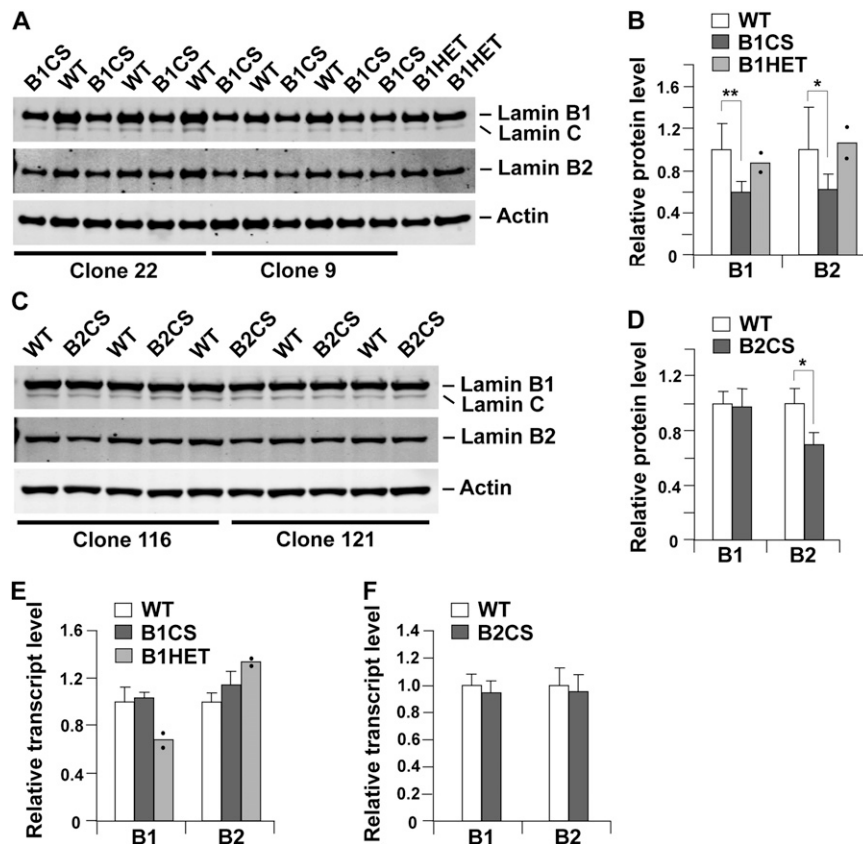 A
B1CS WT B1CS WT B1CS WT B1CS WT B1CS WT B1CS B1CS B1HET B1HET
Lamin B1
Lamin C
Lamin B2
Actin
Clone 22 Clone 9
B
WT
B1CS
B1HET
Relative protein level
1.6
1.2
0.8
0.4
0
** *
B1 B2
C
WT B2CS WT B2CS WT B2CS WT B2CS WT B2CS
Lamin B1
Lamin C
Lamin B2
Actin
Clone 116 Clone 121
D
WT
B2CS
Relative protein level
1.2
0.8
0.4
0
*
B1 B2
E
WT
B1CS
B1HET
Relative transcript level
1.6
1.2
0.8
0.4
0
B1 B2
F
WT
B2CS
Relative transcript level
1.4
1.2
1.0
0.8
0.6
0.4
0.2
0
B1 B2